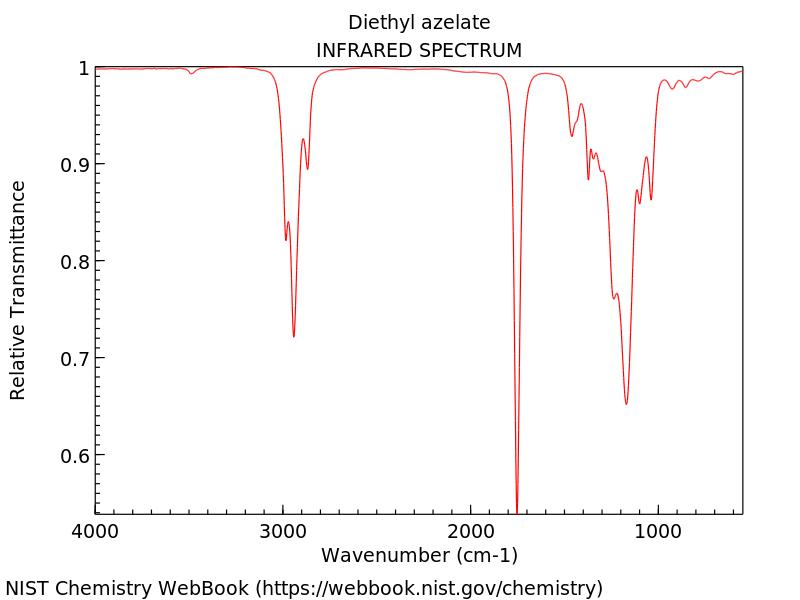 Diethyl azelate
INFRARED SPECTRUM
1
0.9
0.8
0.7
0.6
Relative Transmittance
4000 3000 2000 1000
Wavenumber (cm-1)
NIST Chemistry WebBook (https://webbook.nist.gov/chemistry)